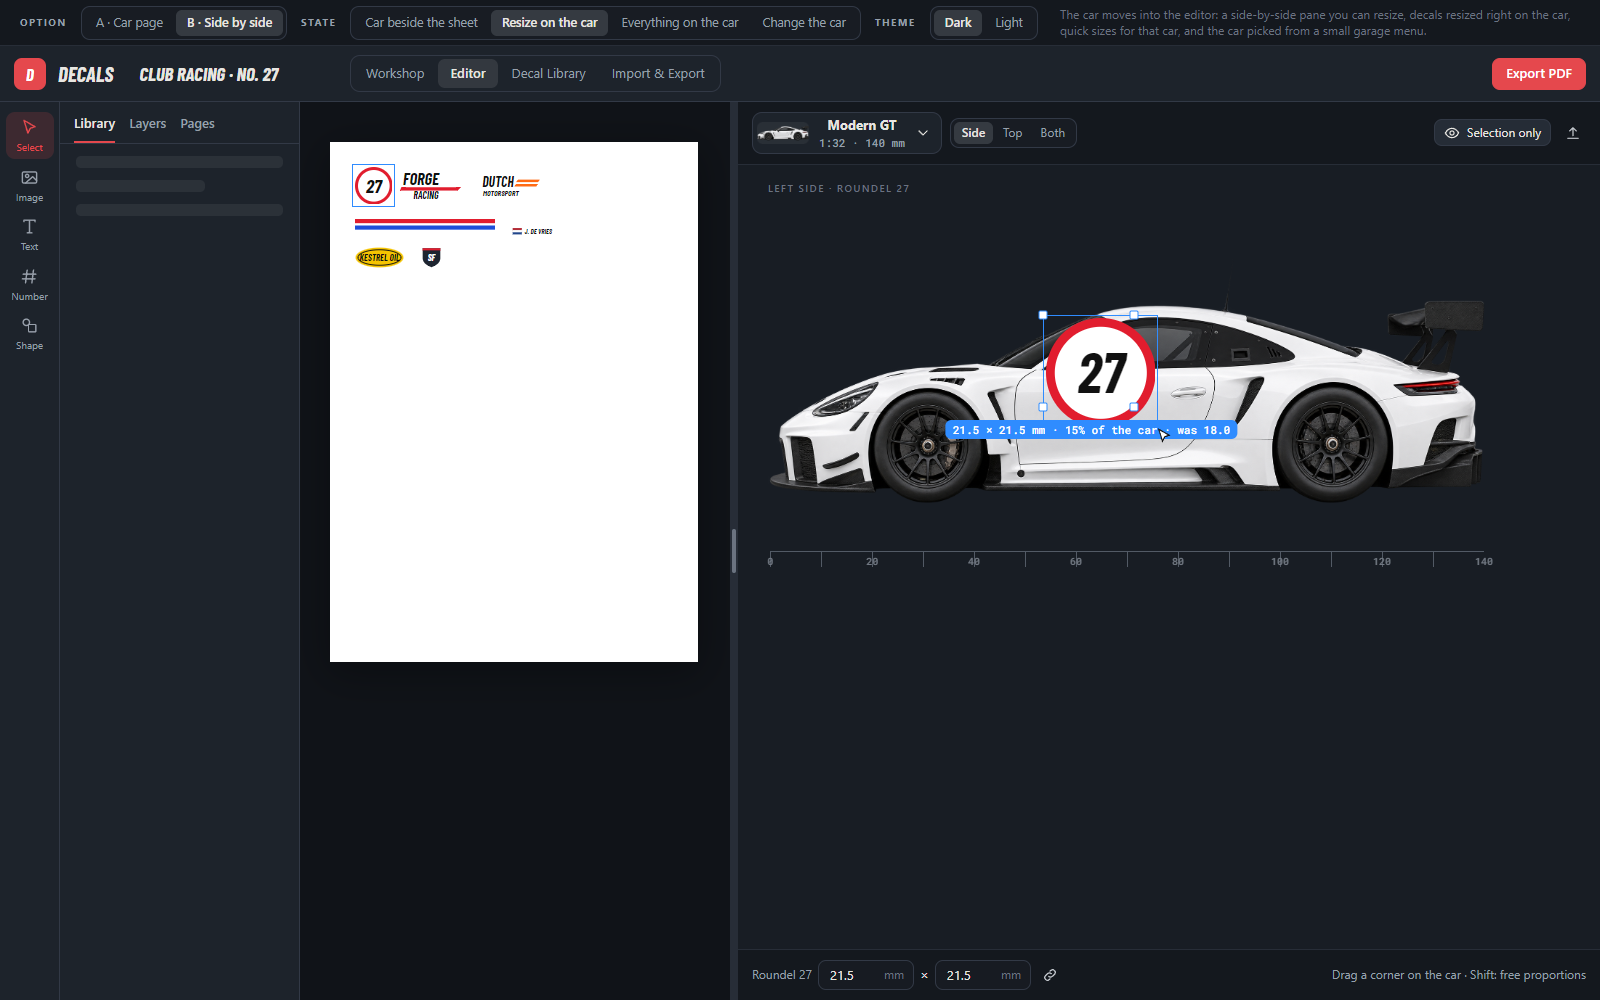 OPTION
A · Car page
B · Side by side
STATE
Car beside the sheet
Resize on the car
Everything on the car
Change the car
THEME
Dark
Light
The car moves into the editor: a side-by-side pane you can resize, decals resized right on the car,
quick sizes for that car, and the car picked from a small garage menu.
D
DECALS
CLUB RACING · NO. 27
Workshop
Editor
Decal Library
Import & Export
Export PDF
Select
Image
Text
Number
Shape
Library
Layers
Pages
27
FORGE
RACING
DUTCH
MOTORSPORT
J. DE VRIES
KESTREL OIL
SF
Modern GT
1:32 · 140 mm
Side
Top
Both
Selection only
LEFT SIDE · ROUNDEL 27
27
21.5 × 21.5 mm · 15% of the car · was 18.0
0
20
40
60
80
100
120
140
Roundel 27
21.5 mm
×
21.5 mm
Drag a corner on the car · Shift: free proportions